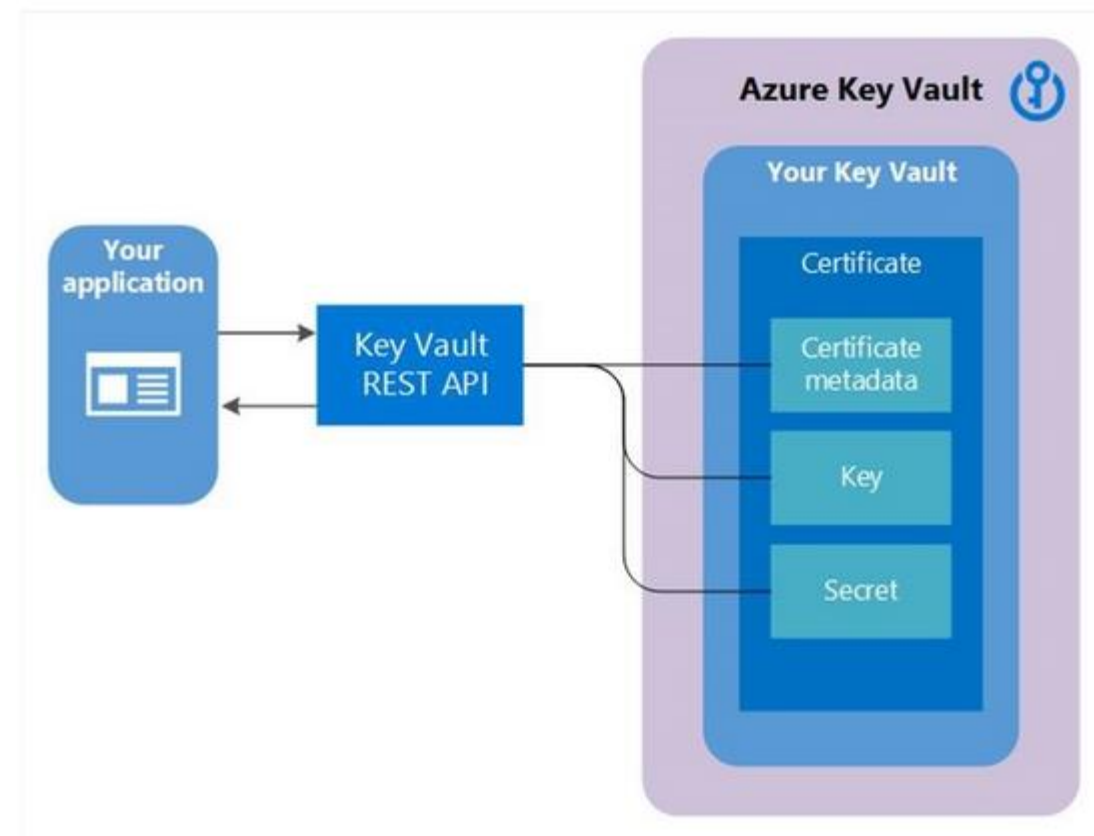 Azure Key Vault
Your Key Vault
Your
application
Key Vault
REST API
Certificate
Certificate
metadata
Key
Secret